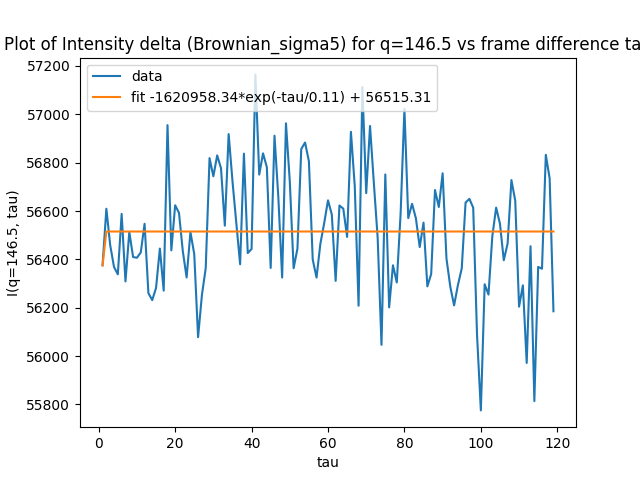 Plot of Intensity delta (Brownian_sigma5) for q=146.5 vs frame difference ta
57200
57000
56800
56600
56400
56200
56000
55800
I(q=146.5, tau)
data
fit -1620958.34*exp(-tau/0.11) + 56515.31
0 20 40 60 80 100 120
tau